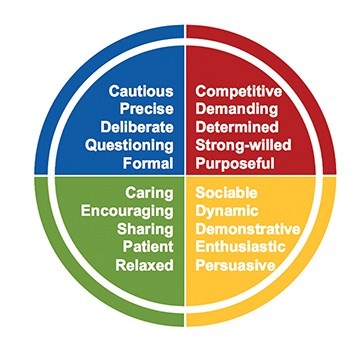 Cautious
Precise
Deliberate
Questioning
Formal
Competitive
Demanding
Determined
Strong-willed
Purposeful
Caring
Encouraging
Sharing
Patient
Relaxed
Sociable
Dynamic
Demonstrative
Enthusiastic
Persuasive